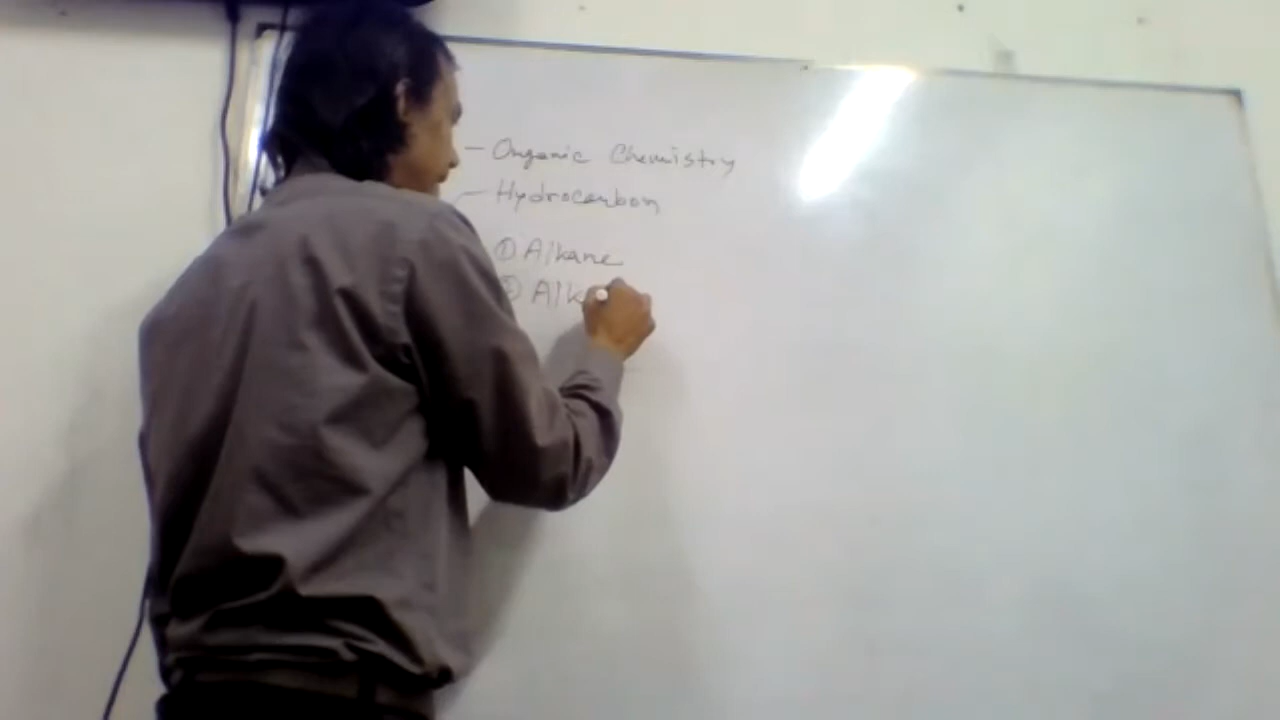 - Organic Chemistry
- Hydrocarbon
① Alkane
② Alk